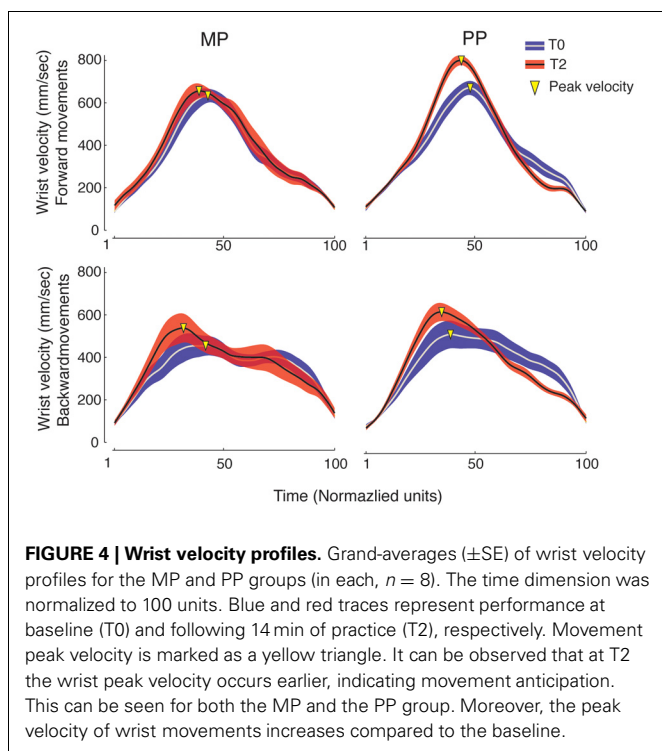 MP
PP
T0
T2
Peak velocity
Wrist velocity (mm/sec)
Forward movements
800
600
400
200
0
1
50
100
1
50
100
Wrist velocity (mm/sec)
Backwardmovements
800
600
400
200
0
1
50
100
1
50
100
Time (Normazlied units)
FIGURE 4 | Wrist velocity profiles. Grand-averages (±SE) of wrist velocity
profiles for the MP and PP groups (in each, n = 8). The time dimension was
normalized to 100 units. Blue and red traces represent performance at
baseline (T0) and following 14 min of practice (T2), respectively. Movement
peak velocity is marked as a yellow triangle. It can be observed that at T2
the wrist peak velocity occurs earlier, indicating movement anticipation.
This can be seen for both the MP and the PP group. Moreover, the peak
velocity of wrist movements increases compared to the baseline.